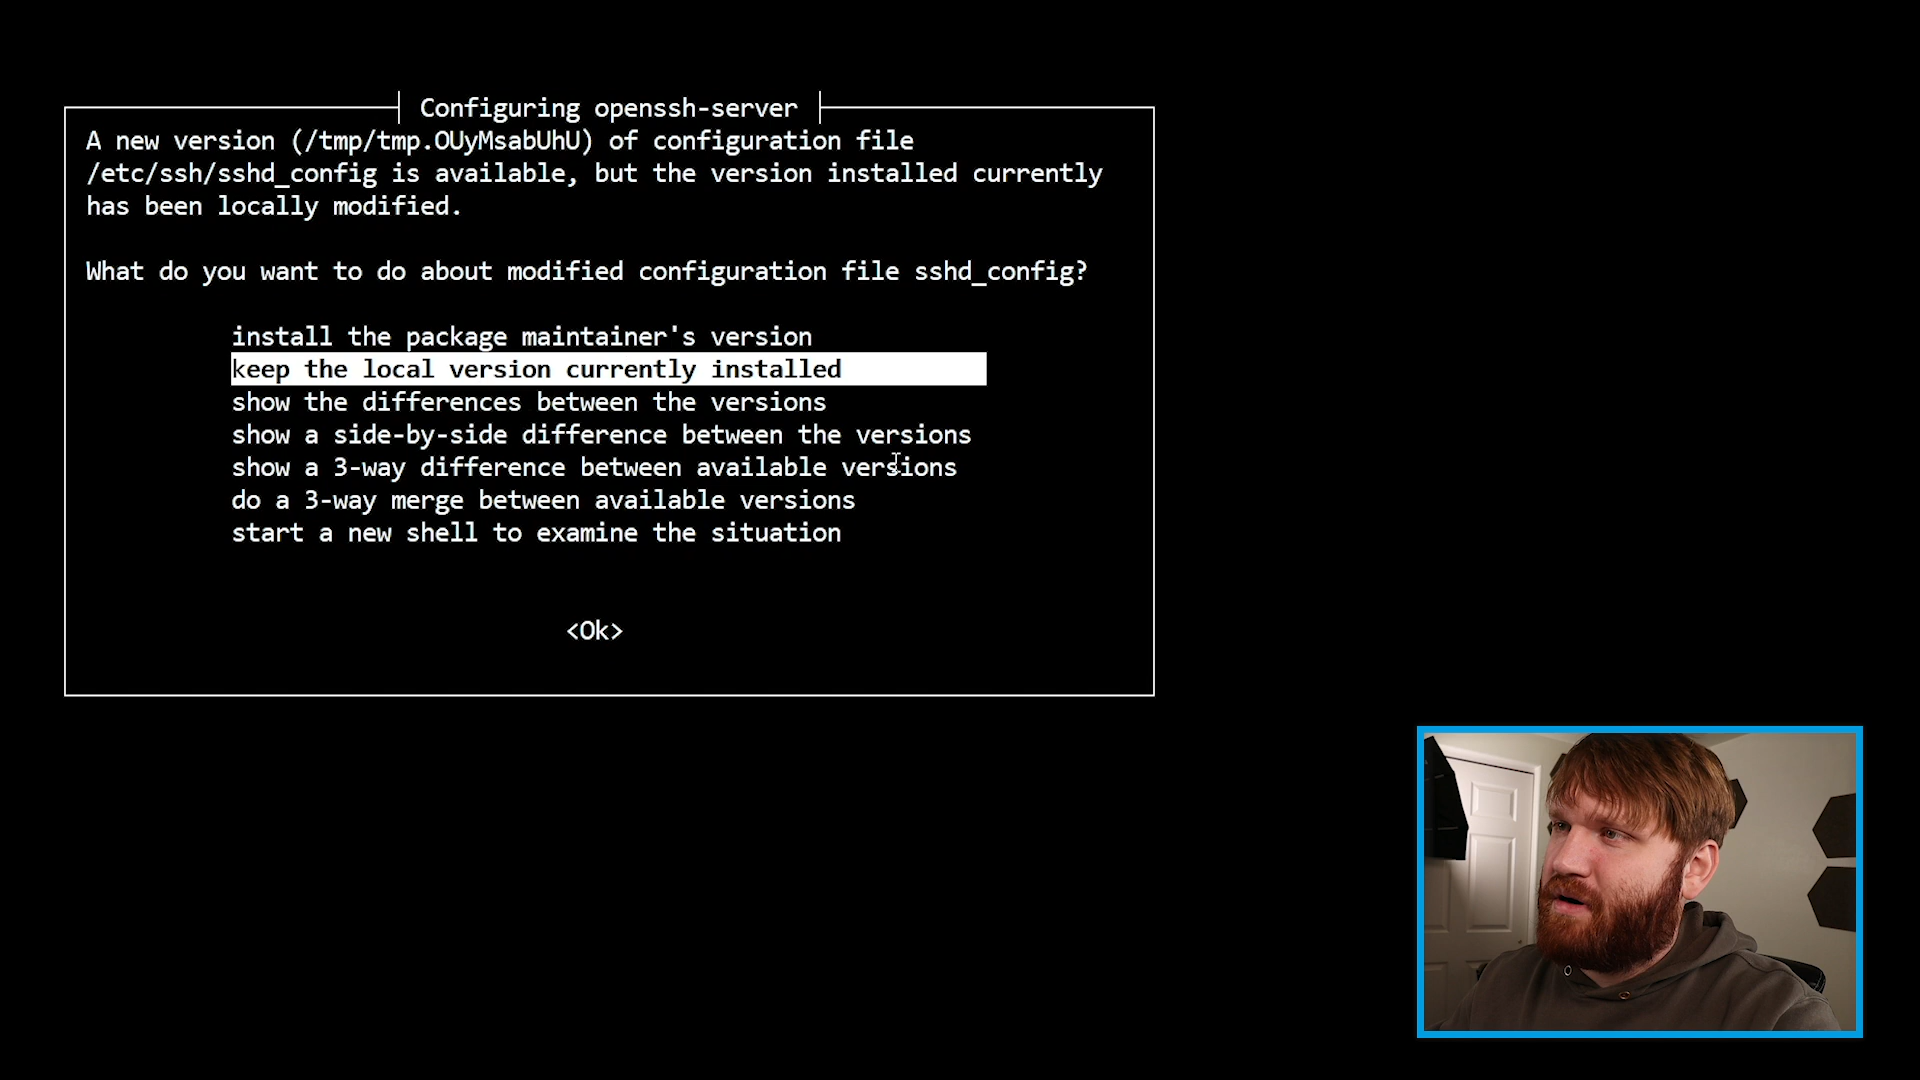 Configuring openssh-server
A new version (/tmp/tmp.OUyMsabUhU) of configuration file
/etc/ssh/sshd_config is available, but the version installed currently
has been locally modified.
What do you want to do about modified configuration file sshd_config?
install the package maintainer's version
keep the local version currently installed
show the differences between the versions
show a side-by-side difference between the versions
show a 3-way difference between available versions
do a 3-way merge between available versions
start a new shell to examine the situation
<Ok>